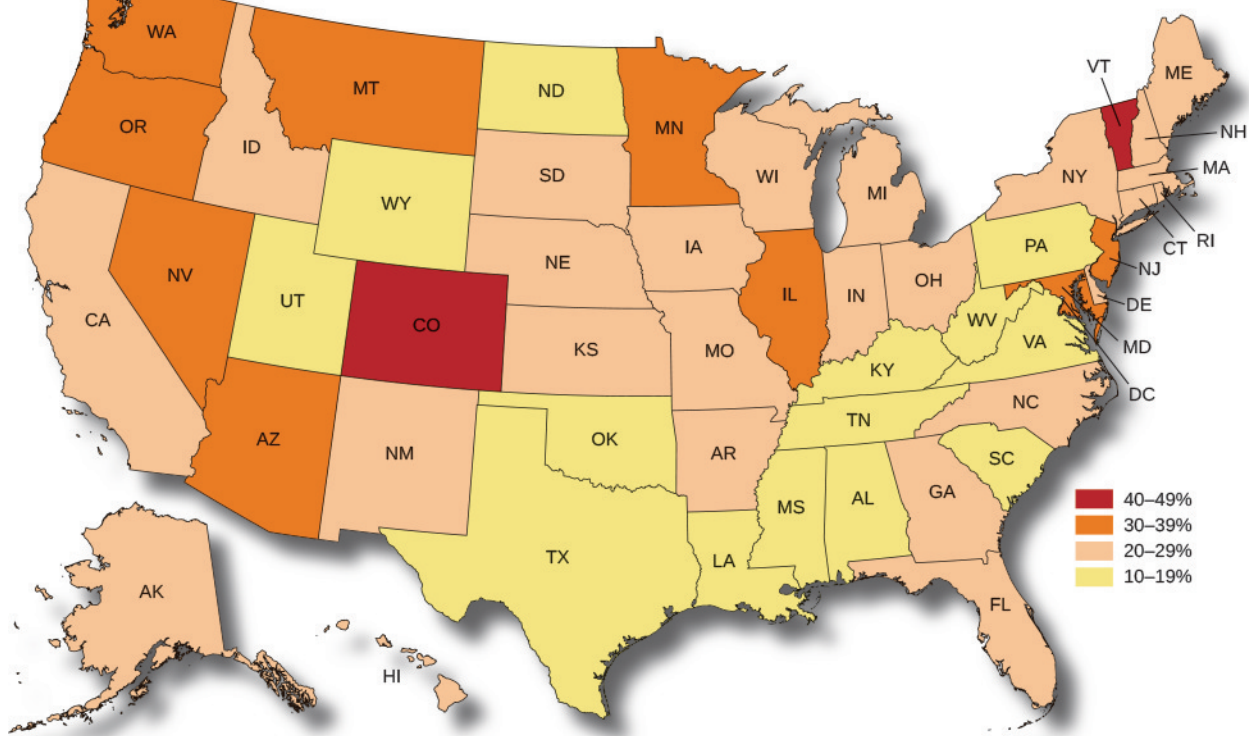 WA
MT
ND
MN
VT
ME
OR
ID
SD
WI
MI
NY
NH
MA
WY
RI
CT
NV
UT
NE
IA
PA
NJ
CA
CO
IL
IN
OH
DE
KS
MO
WV
VA
MD
KY
DC
AZ
NM
OK
AR
TN
NC
SC
MS
AL
GA
TX
LA
FL
AK
HI
40–49%
30–39%
20–29%
10–19%